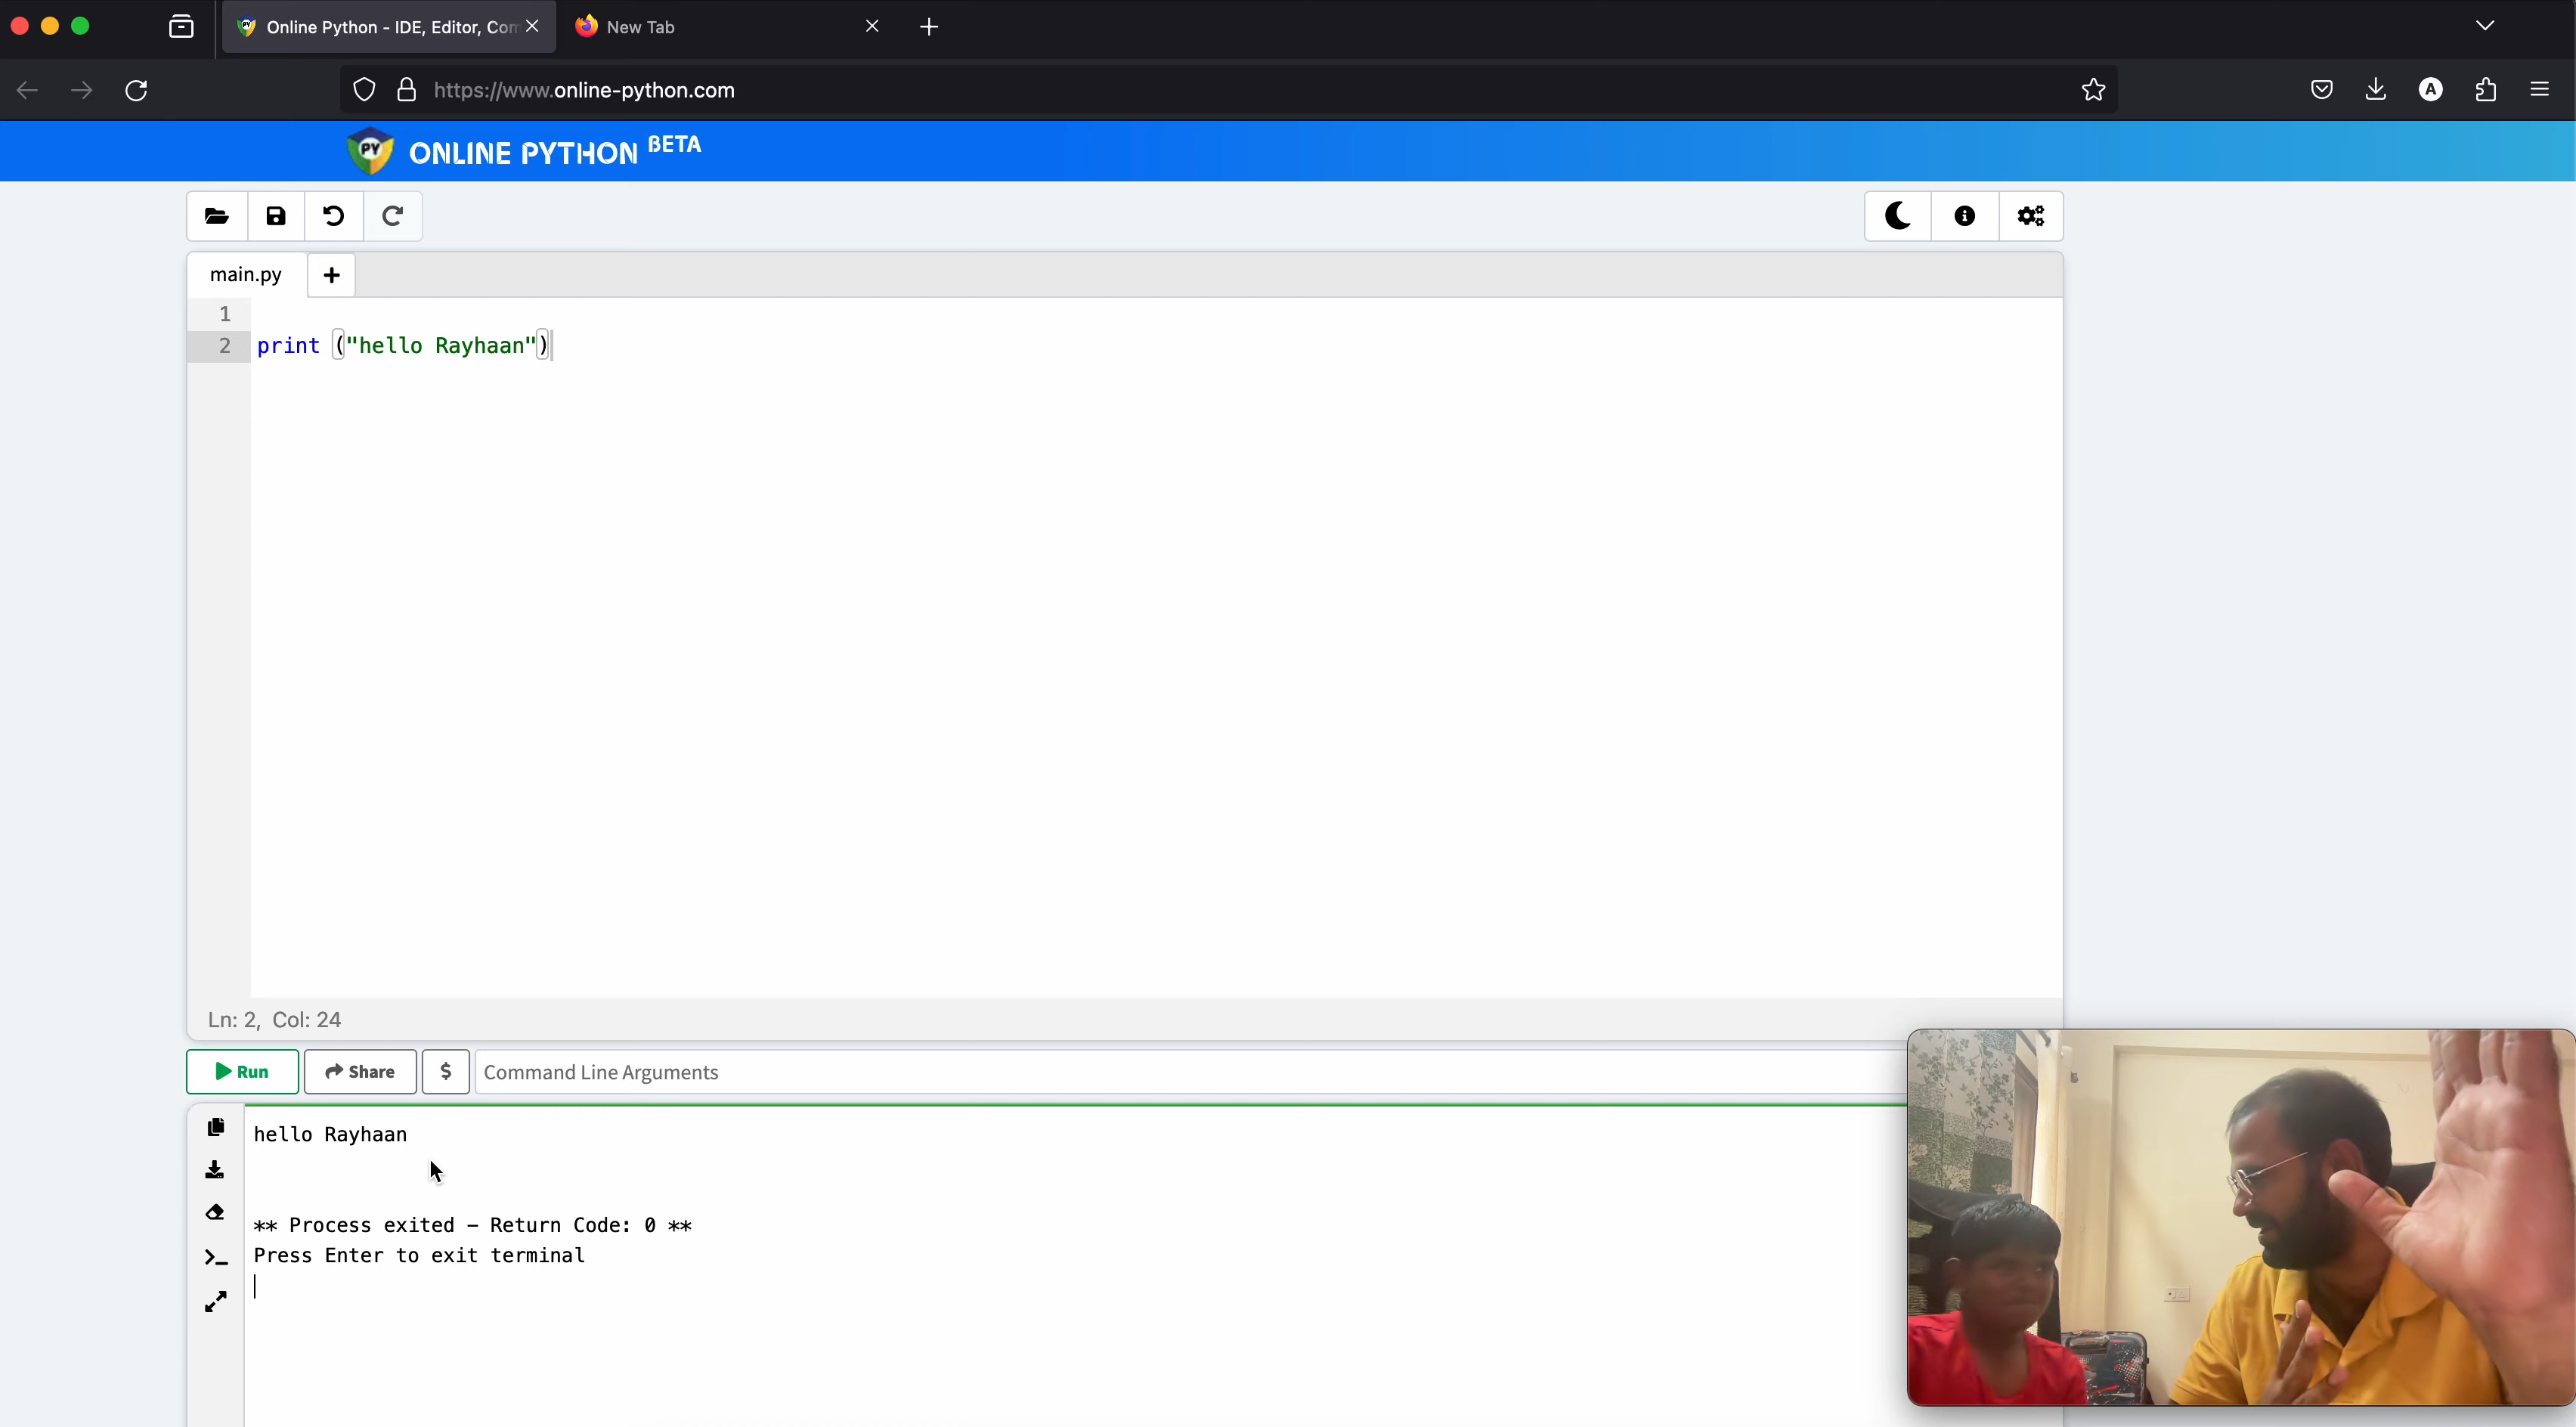 Online Python - IDE, Editor, Com
New Tab
https://www.online-python.com
PY ONLINE PYTHON BETA
main.py
1
2 print ("hello Rayhaan")
Ln: 2, Col: 24
Run Share $ Command Line Arguments
hello Rayhaan
** Process exited - Return Code: 0 **
Press Enter to exit terminal